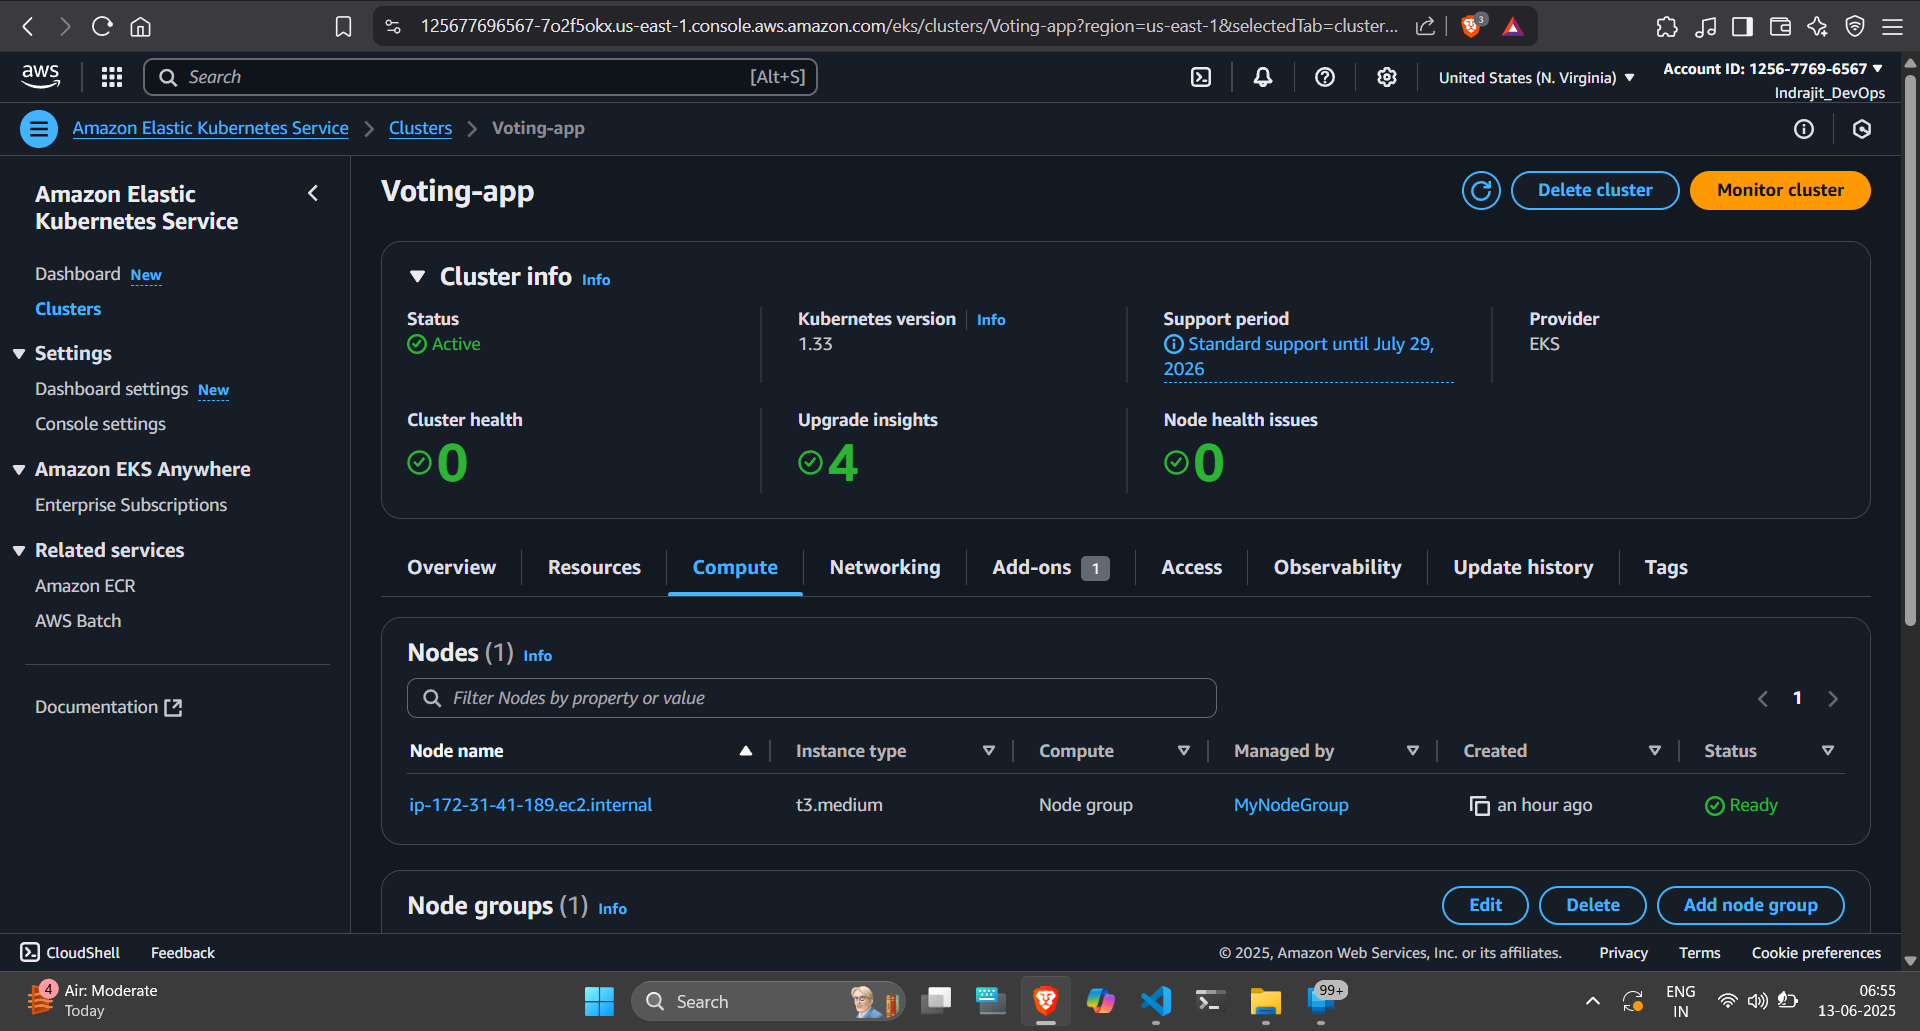 125677696567-7o2f5okx.us-east-1.console.aws.amazon.com/eks/clusters/Voting-app?region=us-east-1&selectedTab=cluster...
3
aws
Search
[Alt+S]
United States (N. Virginia)
Account ID: 1256-7769-6567
Indrajit_DevOps
Amazon Elastic Kubernetes Service
Clusters
Voting-app
Amazon Elastic
Kubernetes Service
Dashboard New
Clusters
Settings
Dashboard settings New
Console settings
Amazon EKS Anywhere
Enterprise Subscriptions
Related services
Amazon ECR
AWS Batch
Documentation
Voting-app
Delete cluster
Monitor cluster
Cluster info Info
Status
Active
Kubernetes version Info
1.33
Support period
Standard support until July 29,
2026
Provider
EKS
Cluster health
0
Upgrade insights
4
Node health issues
0
Overview
Resources
Compute
Networking
Add-ons 1
Access
Observability
Update history
Tags
Nodes (1) Info
Filter Nodes by property or value
1
Node name
Instance type
Compute
Managed by
Created
Status
ip-172-31-41-189.ec2.internal
t3.medium
Node group
MyNodeGroup
an hour ago
Ready
Node groups (1) Info
Edit
Delete
Add node group
CloudShell
Feedback
© 2025, Amazon Web Services, Inc. or its affiliates.
Privacy
Terms
Cookie preferences
4
Air: Moderate
Today
Search
99+
ENG
IN
06:55
13-06-2025